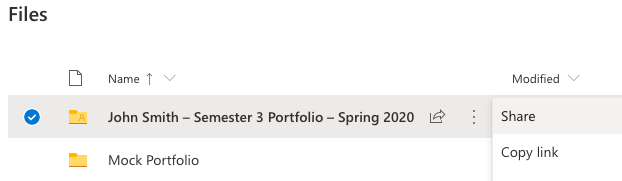 Files
Name ↑ Modified
John Smith – Semester 3 Portfolio – Spring 2020 Share
Mock Portfolio Copy link